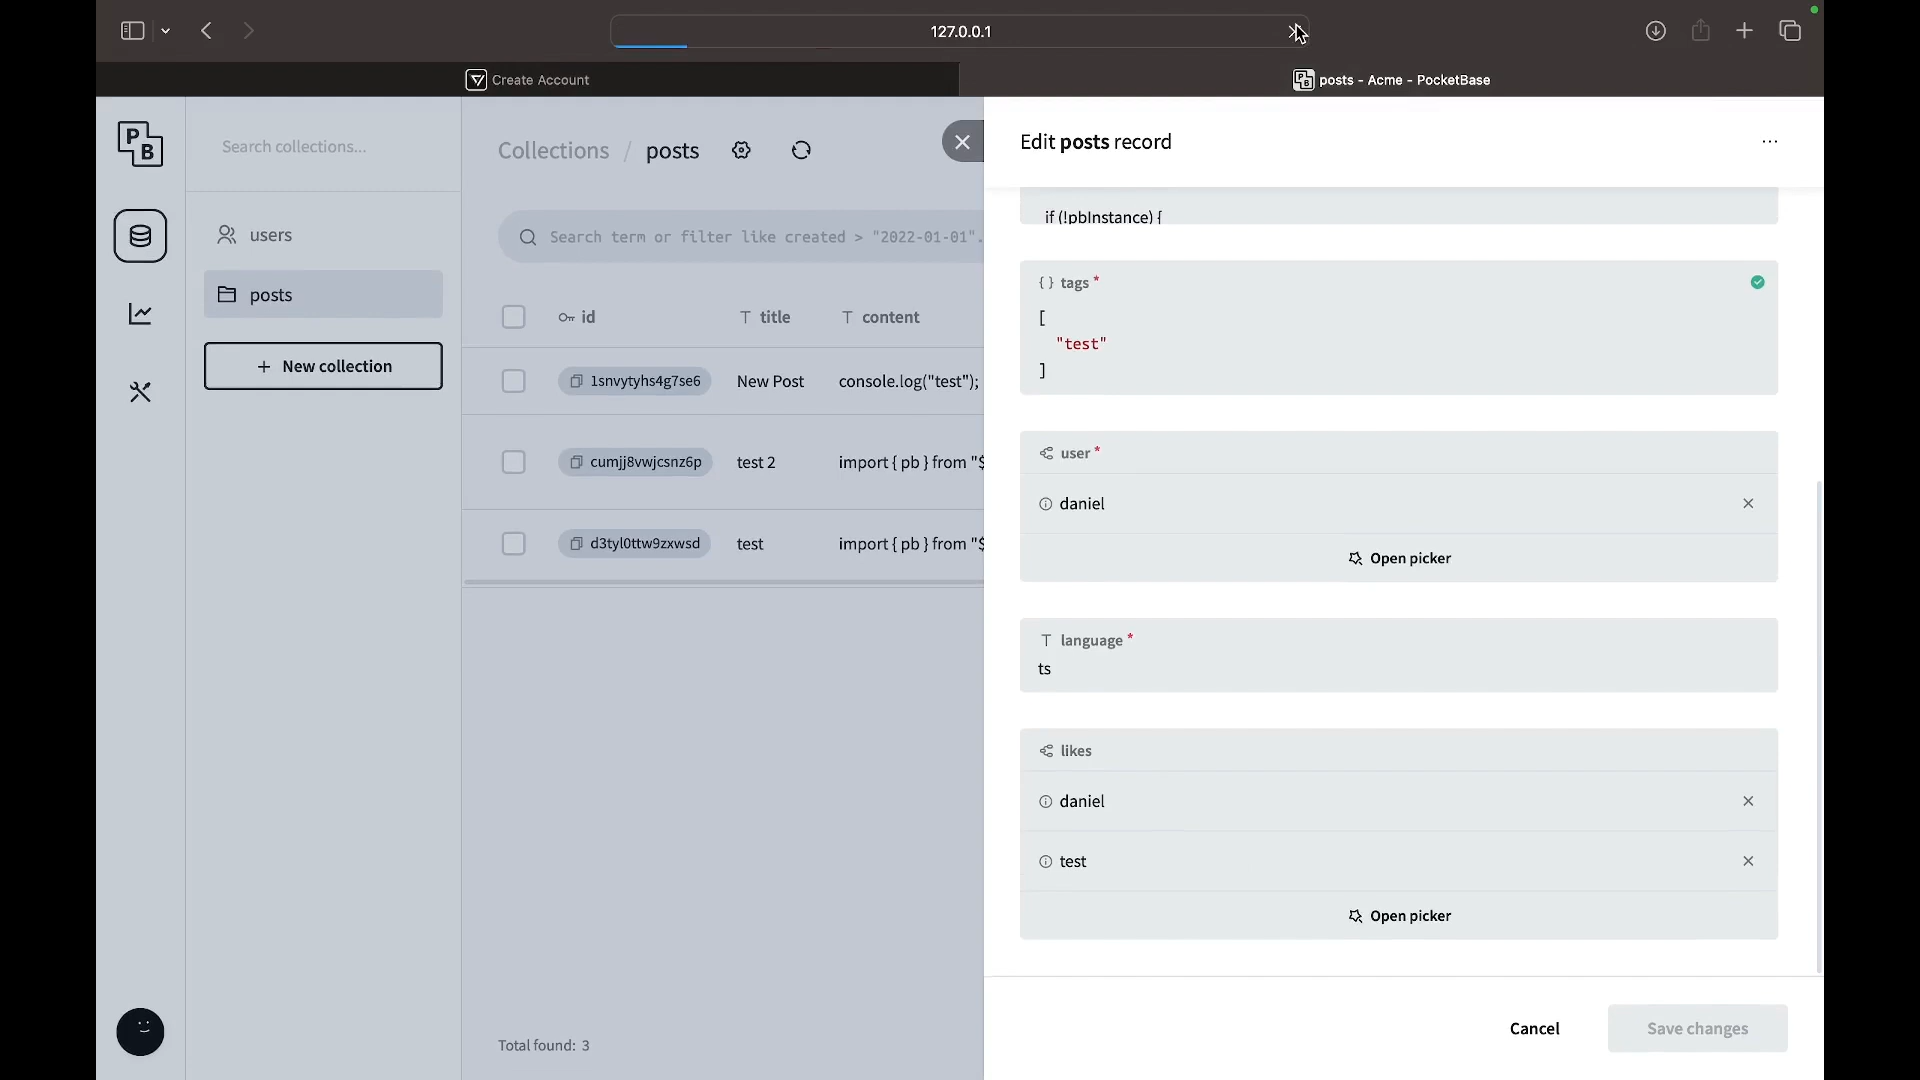 127.0.0.1
Create Account
posts - Acme - PocketBase
P
B
Search collections...
users
posts
New collection
Collections / posts
Search term or filter like created > "2022-01-01".
id
title
content
1snvytyhs4g7se6
New Post
console.log("test");
cumjj8vwjcsnz6p
test 2
import { pb } from "$
d3tyl0ttw9zxwsd
test
import { pb } from "$
Total found: 3
Edit posts record
if (!pbInstance) {
{ } tags *
[
"test"
]
user *
daniel
Open picker
T language *
ts
likes
daniel
test
Open picker
Cancel
Save changes